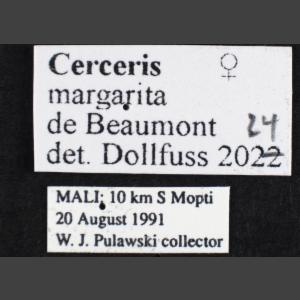 Cerceris ♀
margarita
de Beaumont 24
det. Dollfuss 2022
MALI: 10 km S Mopti
20 August 1991
W. J. Pulawski collector